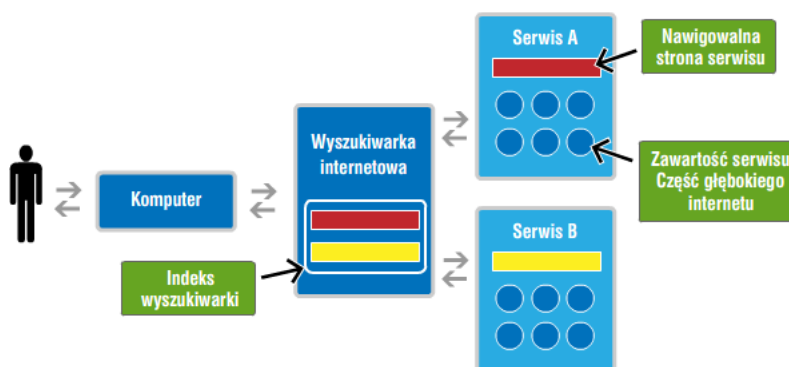 Serwis A
Nawigowalna
strona serwisu
Wyszukiwarka
internetowa
Zawartość serwisu
Część głębokiego
internetu
Komputer
Serwis B
Indeks
wyszukiwarki